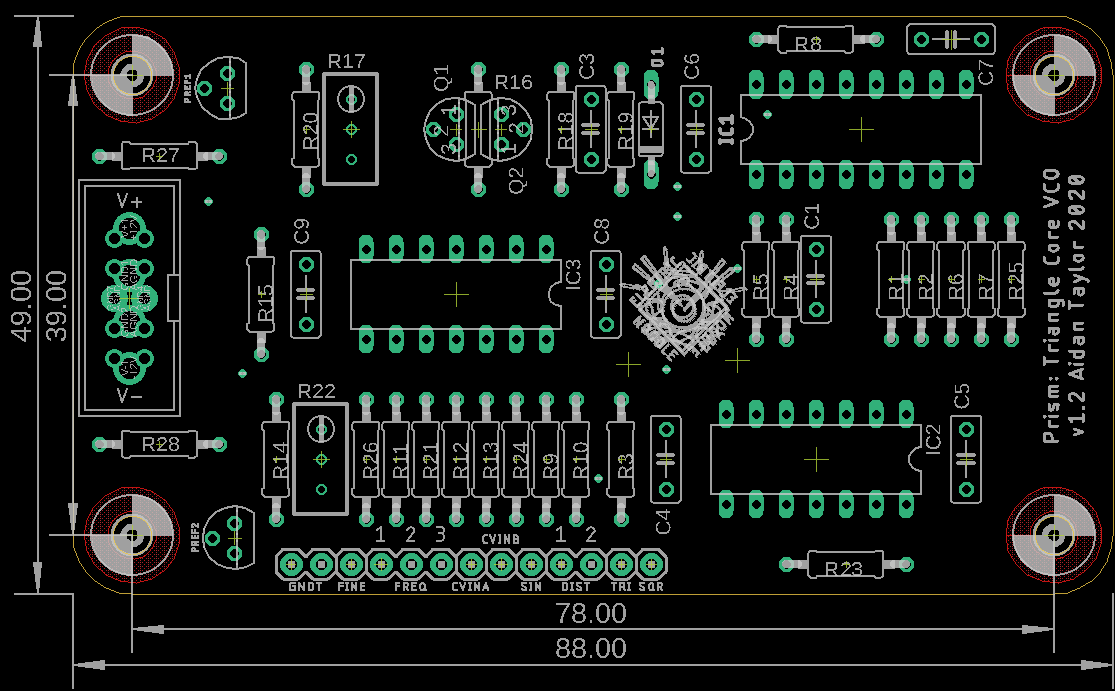 R8
C7
PREF1
R17
Q1
R16
C3
D1
C6
IC1
R20
R18
R19
Q2
R27
V+
V-
C9
C8
IC3
R15
C1
R5
R4
R1
R2
R6
R7
R25
Prism: Triangle Core VCO
v1.2 Aidan Taylor 2020
49.00
39.00
R28
R22
R14
R26
R11
R21
R12
R13
R24
R9
R10
R3
C4
IC2
C5
PREF2
1 2 3
CVINB
1 2
GNDT FINE FREQ CVINA SIN DIST TRI SQR
R23
78.00
88.00